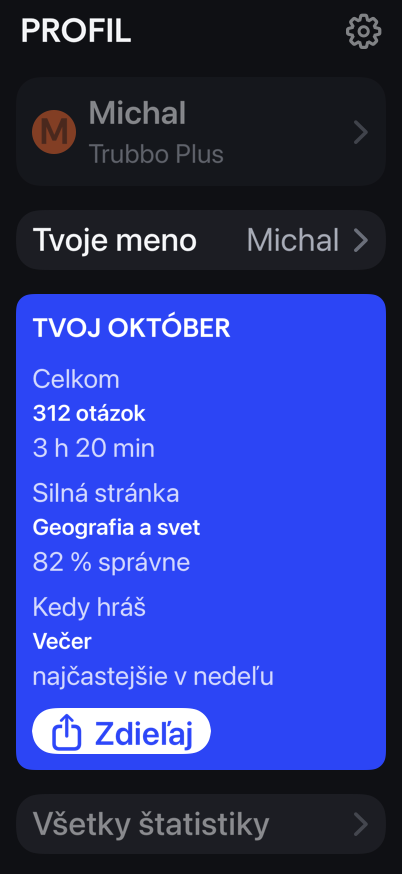 PROFIL
M
Michal
Trubbo Plus
Tvoje meno Michal
TVOJ OKTÓBER
Celkom
312 otázok
3 h 20 min
Silná stránka
Geografia a svet
82 % správne
Kedy hráš
Večer
najčastejšie v nedeľu
Zdieľaj
Všetky štatistiky